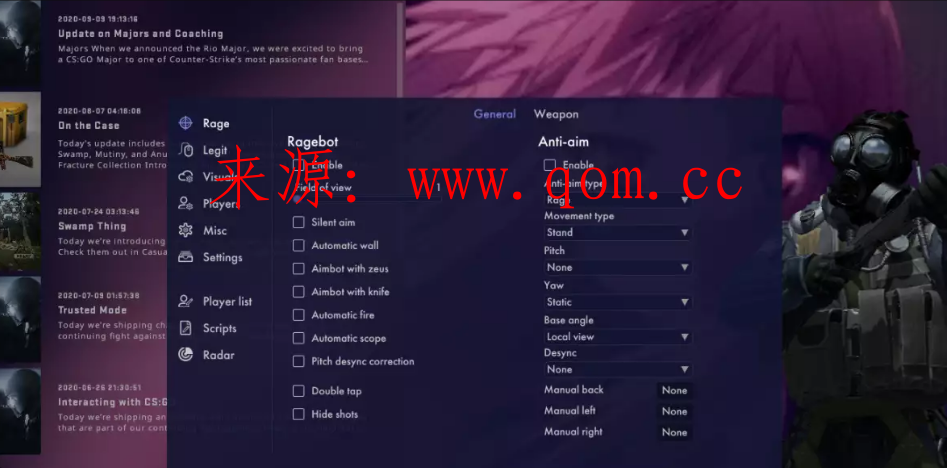 2020-09-09 19:13:16
Update on Majors and Coaching
Majors When we announced the Rio Major, we were excited to bring
a CS:GO Major to one of Counter-Strike's most passionate fan bases...
2020-08-07 04:16:08
On the Case
Today's update includes
Swamp, Mutiny, and Anu
Fracture Collection Intro
2020-07-24 03:13:46
Swamp Thing
Today we're introducing
Check them out in Casua
2020-07-09 01:57:36
Trusted Mode
Today we're shipping ch
continuing fight against
2020-06-26 21:30:51
Interacting with CS:G
Today we're shipping an
that are part of our cont
Rage
Legit
Visuals
Players
Misc
Settings
Player list
Scripts
Radar
General Weapon
Ragebot
Enable
Field of view 1
Silent aim
Automatic wall
Aimbot with zeus
Aimbot with knife
Automatic fire
Automatic scope
Pitch desync correction
Double tap
Hide shots
Anti-aim
Enable
Anti-aim type
Rage
Movement type
Stand
Pitch
None
Yaw
Static
Base angle
Local view
Desync
None
Manual back None
Manual left None
Manual right None
来源：www.qom.cc